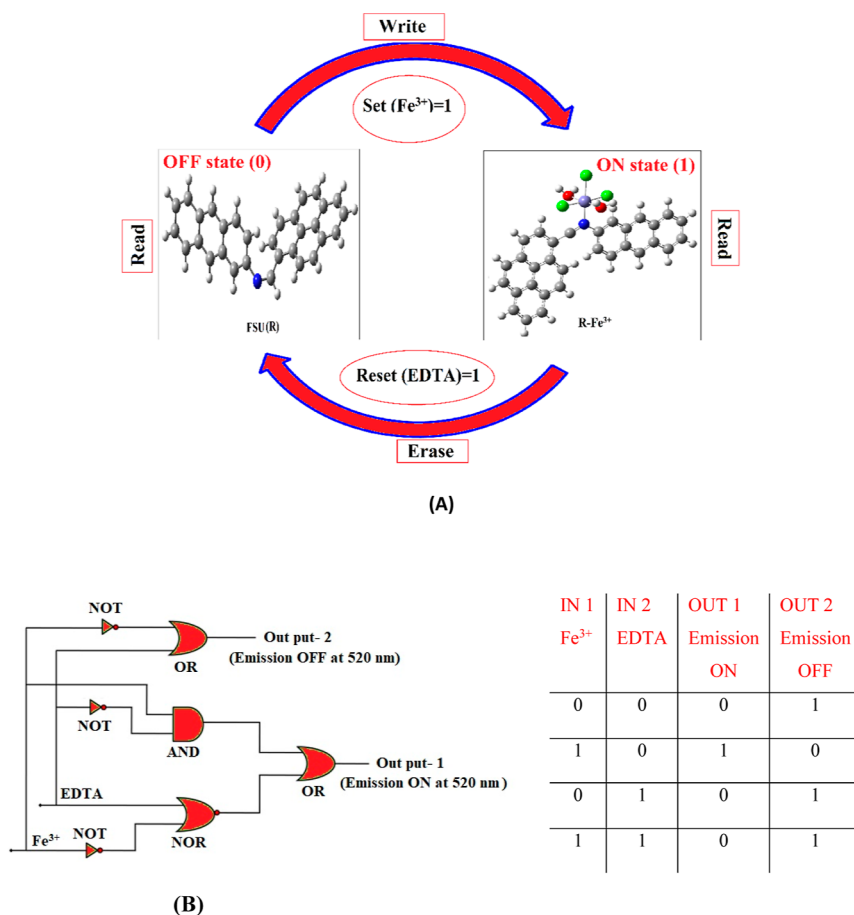 Write
Set (Fe³⁺)=1
OFF state (0)
ON state (1)
Read
Read
FSU(R)
R-Fe³⁺
Reset (EDTA)=1
Erase
(A)
NOT
Out put- 2
(Emission OFF at 520 nm)
OR
NOT
AND
Out put- 1
(Emission ON at 520 nm)
OR
EDTA
Fe³⁺
NOT
NOR
(B)
IN 1 IN 2 OUT 1 OUT 2
Fe³⁺ EDTA Emission Emission
ON OFF
0 0 0 1
1 0 1 0
0 1 0 1
1 1 0 1